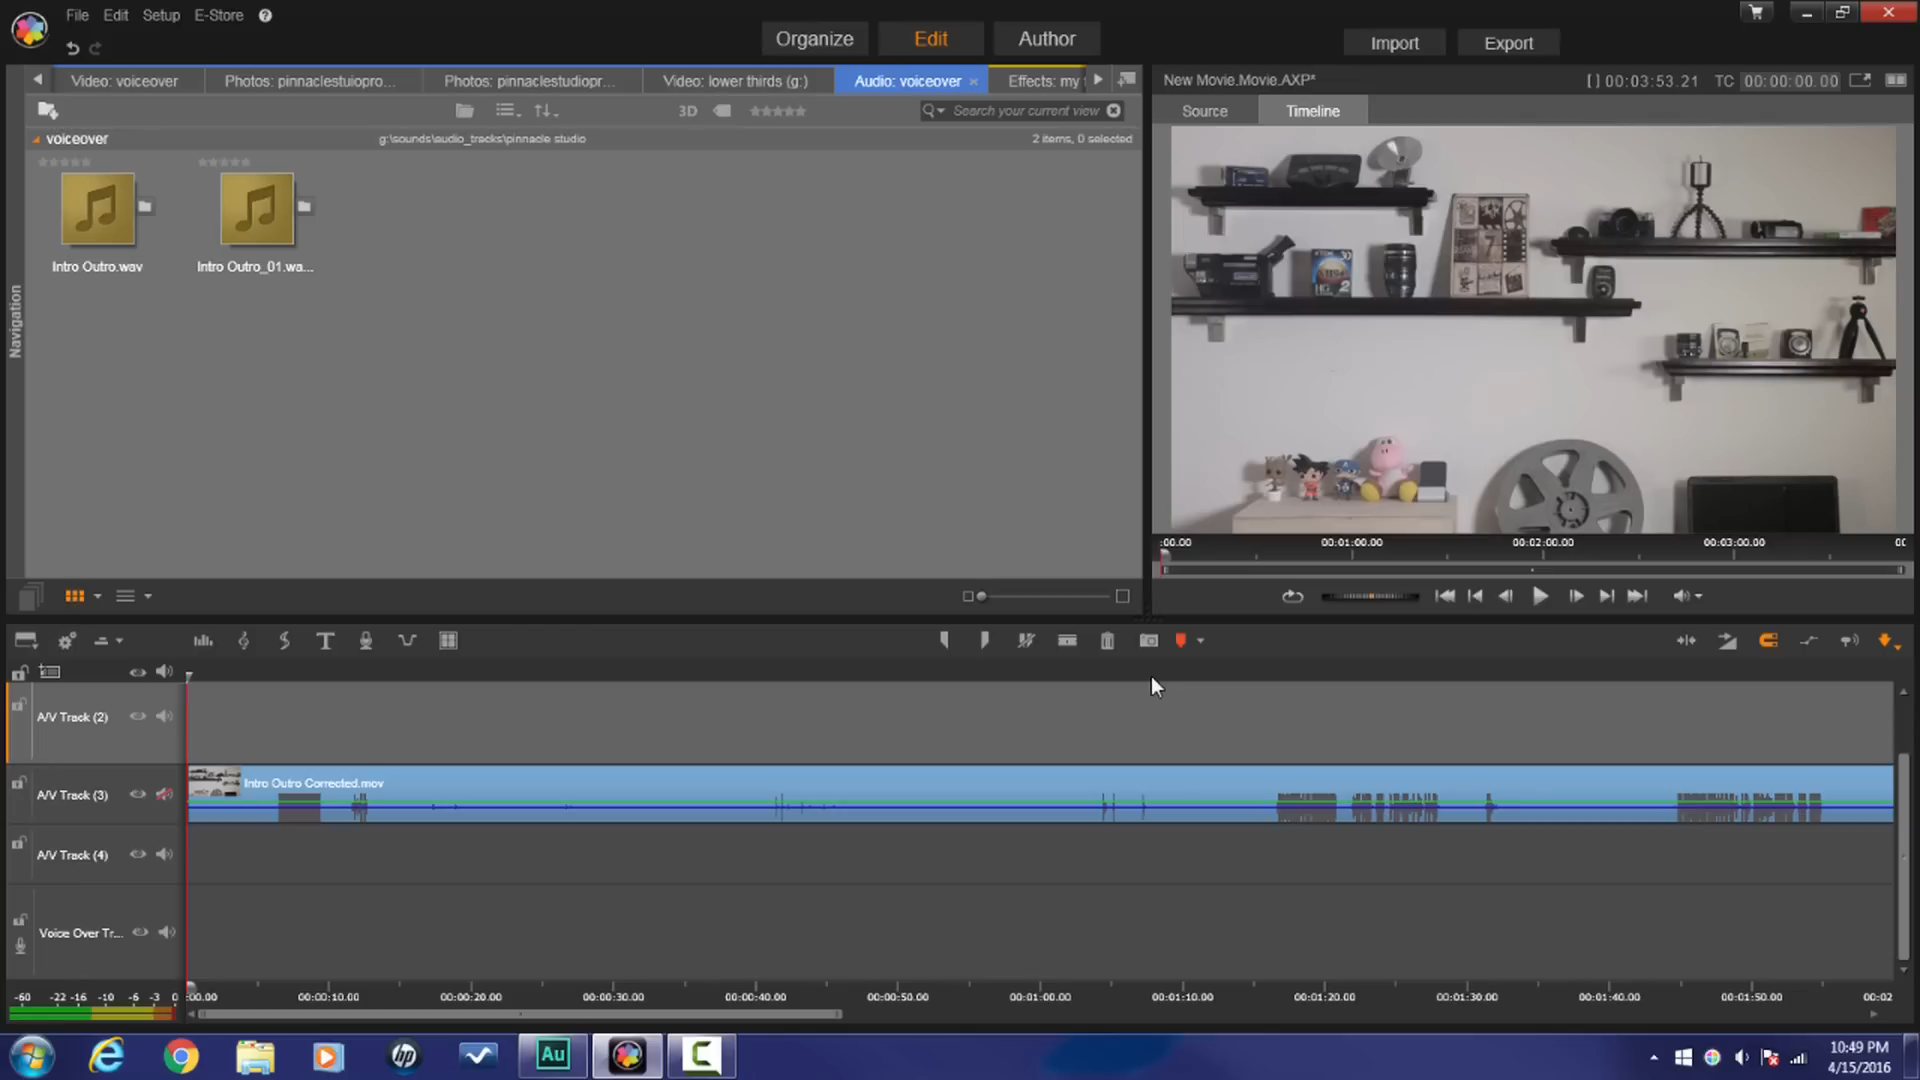 File Edit Setup E-Store ?
Organize Edit Author
Import Export
Video: voiceover Photos: pinnaclestuiopro... Photos: pinnaclestudiopr... Video: lower thirds (g:) Audio: voiceover × Effects: my
New Movie.Movie.AXP* [ ] 00:03:53.21 TC 00:00:00.00
3D Search your current view
Source Timeline
voiceover g:\sounds\audio_tracks\pinnacle studio 2 items, 0 selected
Intro Outro.wav Intro Outro_01.wa...
Navigation
:00.00 00:01:00.00 00:02:00.00 00:03:00.00
A/V Track (2)
Intro Outro Corrected.mov
A/V Track (3)
A/V Track (4)
Voice Over Tr...
-60 -22 -16 -10 -6 -3 0 :00.00 00:00:10.00 00:00:20.00 00:00:30.00 00:00:40.00 00:00:50.00 00:01:00.00 00:01:10.00 00:01:20.00 00:01:30.00 00:01:40.00 00:01:50.00 00:02
hp Au C
10:49 PM
4/15/2016